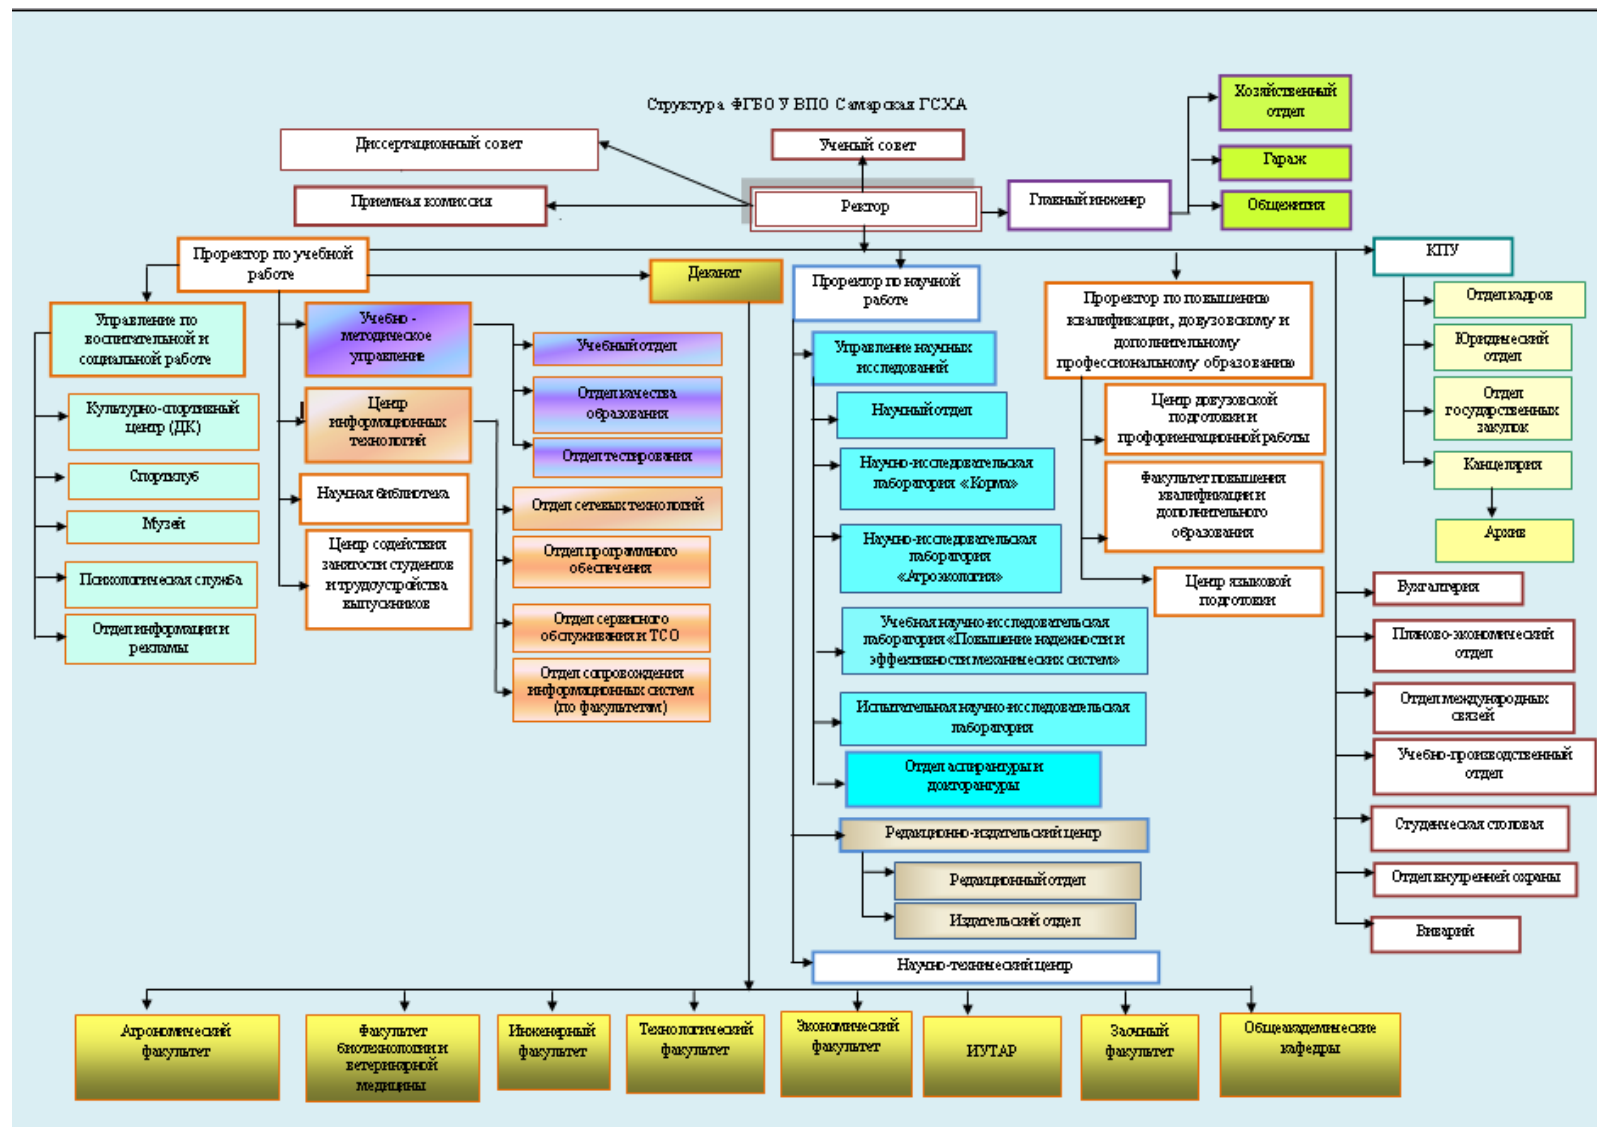 Структура ФГБО У ВПО Самарская ГСХА
Хозяйственный
отдел
Диссертационный совет
Ученый совет
Гараж
Приемная комиссия
Ректор
Главный инженер
Общежития
Проректор по учебной
работе
Деканат
Проректор по научной
работе
Проректор по повышению
квалификации, довузовскому и
дополнительному
профессиональному образованию
КПУ
Отдел кадров
Юридический
отдел
Отдел
государственных
закупок
Канцелярия
Архив
Управление по
воспитательной и
социальной работе
Культурно-спортивный
центр (ДК)
Спортклуб
Музей
Психологическая служба
Отдел информации и
рекламы
Учебно -
методическое
управление
Центр
информационных
технологий
Научная библиотека
Центр содействия
занятости студентов
и трудоустройства
выпускников
Учебный отдел
Отдел качества
образования
Отдел тестирования
Отдел сетевых технологий
Отдел программного
обеспечения
Отдел сервисного
обслуживания и ТСО
Отдел сопровождения
информационных систем
(по факультетам)
Управление научных
исследований
Научный отдел
Научно-исследовательская
лаборатория «Корма»
Научно-исследовательская
лаборатория
«Агроэкология»
Учебная научно-исследовательская
лаборатория«Повышение надежности и
эффективности механических систем»
Испытательная научно-исследовательская
лаборатория
Отдел аспирантуры и
докторантуры
Редакционно-издательский центр
Редакционный отдел
Издательский отдел
Научно-технический центр
Центр довузовской
подготовки и
профориентационной работы
Факультет повышения
квалификации и
дополнительного
образования
Центр языковой
подготовки
Бухгалтерия
Планово-экономический
отдел
Отдел международных
связей
Учебно-производственный
отдел
Студенческая столовая
Отдел внутренней охраны
Виварий
Агрономический
факультет
Факультет
биотехнологии и
ветеринарной
медицины
Инженерный
факультет
Технологический
факультет
Экономический
факультет
ИУТАР
Заочный
факультет
Общеакадемические
кафедры